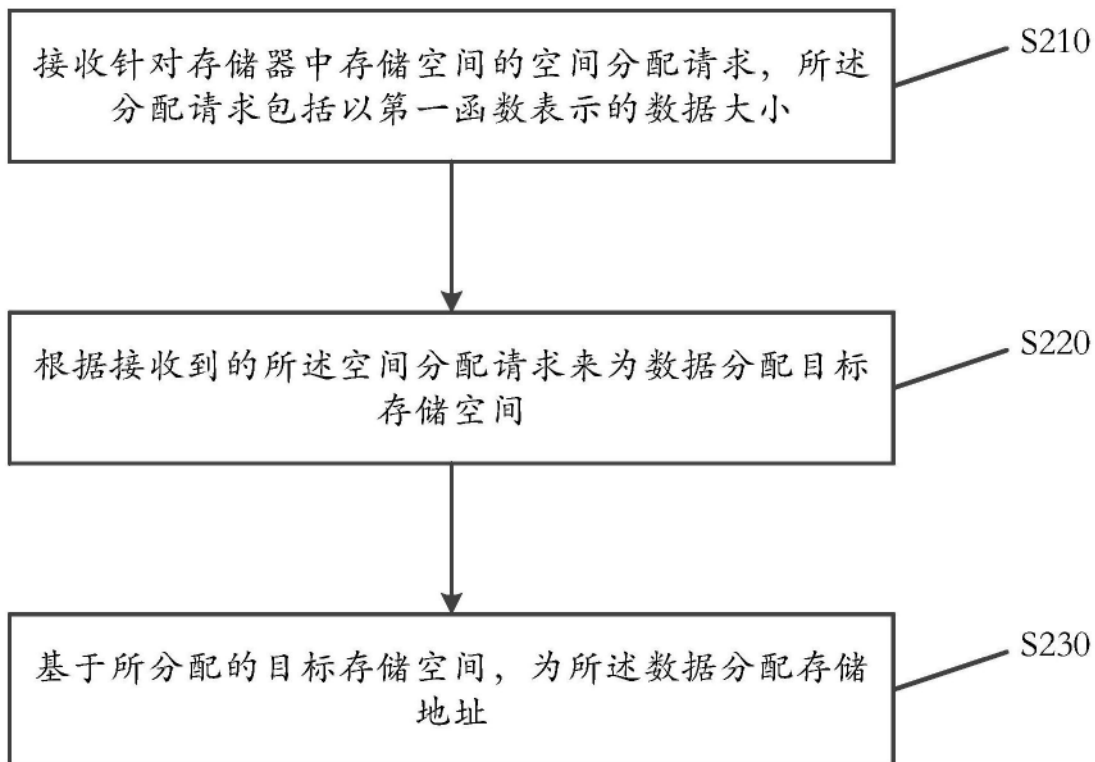 接收针对存储器中存储空间的空间分配请求，所述
分配请求包括以第一函数表示的数据大小
S210
根据接收到的所述空间分配请求来为数据分配目标
存储空间
S220
基于所分配的目标存储空间，为所述数据分配存储
地址
S230